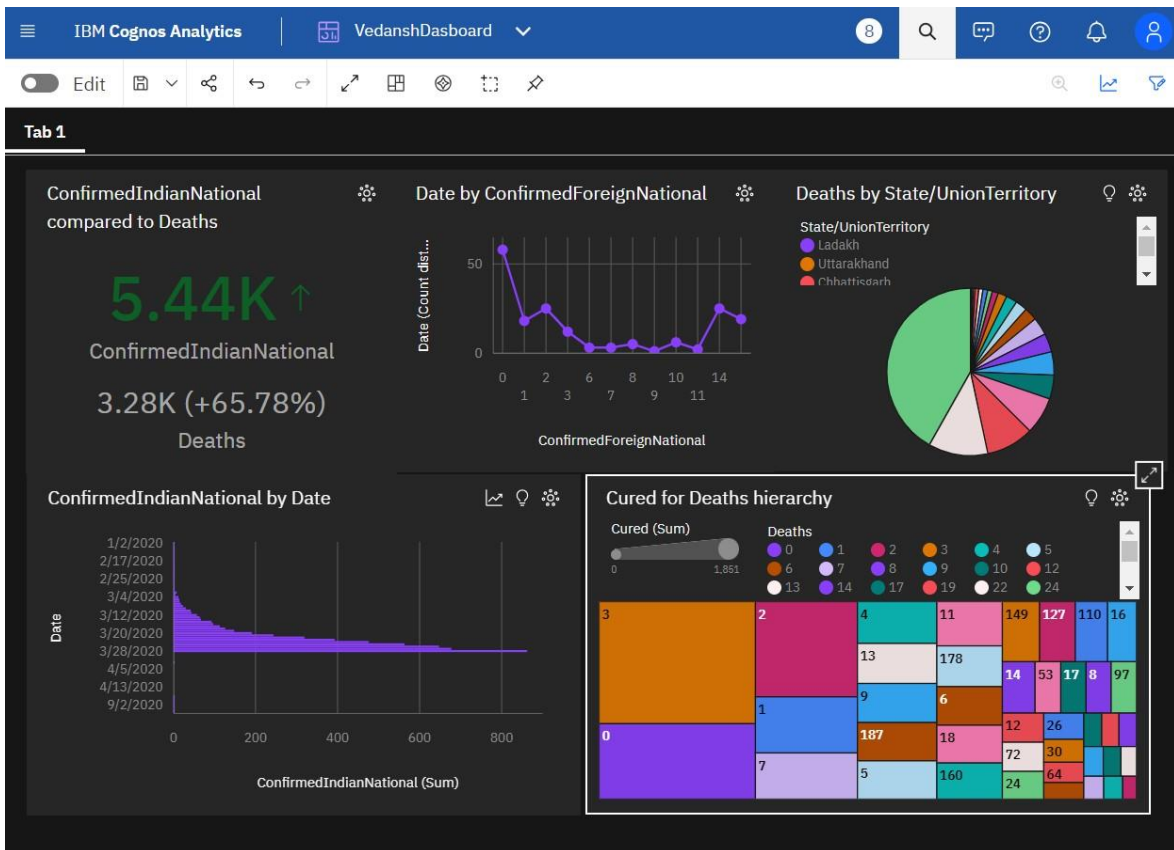 IBM Cognos Analytics
VedanshDasboard
8
Edit
Tab 1
ConfirmedIndianNational
compared to Deaths
5.44K ↑
ConfirmedIndianNational
3.28K (+65.78%)
Deaths
Date by ConfirmedForeignNational
Date (Count dist...
50
0
0 2 6 8 10 14
1 3 7 9 11
ConfirmedForeignNational
Deaths by State/UnionTerritory
State/UnionTerritory
Ladakh
Uttarakhand
Chhattisgarh
ConfirmedIndianNational by Date
Date
1/2/2020
2/17/2020
2/25/2020
3/4/2020
3/12/2020
3/20/2020
3/28/2020
4/5/2020
4/13/2020
9/2/2020
0 200 400 600 800
ConfirmedIndianNational (Sum)
Cured for Deaths hierarchy
Cured (Sum)
0 1,851
Deaths
0 1 2 3 4 5
6 7 8 9 10 12
13 14 17 19 22 24
3 2 4 11 149 127 110 16
13 178
14 53 17 8 97
1 9 6
0 187 18 12 26
72 30
7 5 160 24 64